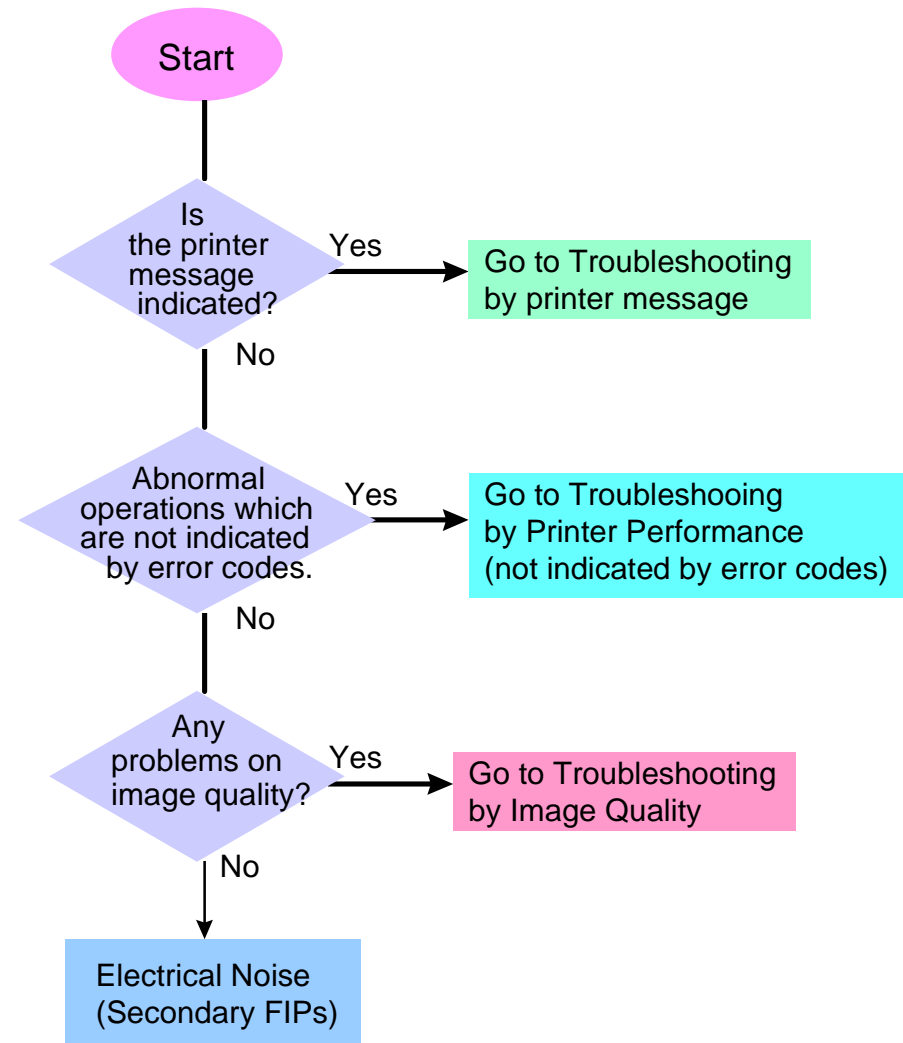 Start
Is
the printer
message
indicated?
Yes
Go to Troubleshooting
by printer message
No
Abnormal
operations which
are not indicated
by error codes.
Yes
Go to Troubleshooing
by Printer Performance
(not indicated by error codes)
No
Any
problems on
image quality?
Yes
Go to Troubleshooting
by Image Quality
No
Electrical Noise
(Secondary FIPs)